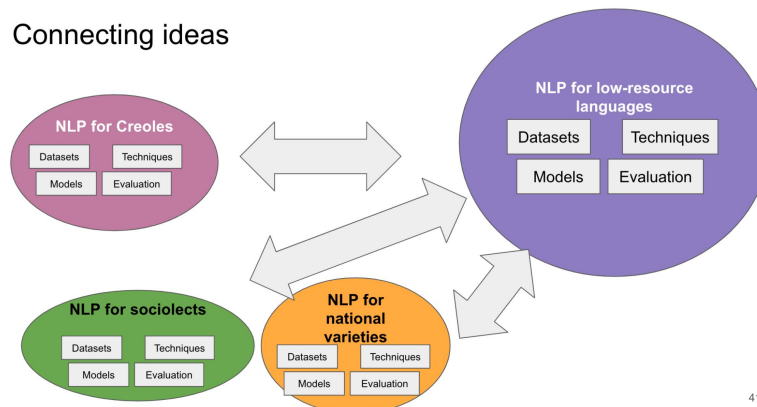 Connecting ideas
NLP for Creoles
Datasets
Techniques
Models
Evaluation
NLP for low-resource
languages
Datasets
Techniques
Models
Evaluation
NLP for sociolects
Datasets
Techniques
Models
Evaluation
NLP for
national
varieties
Datasets
Techniques
Models
Evaluation